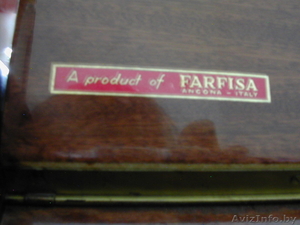 A product of FARFISA
ANCONA - ITALY
AvizInfo.by